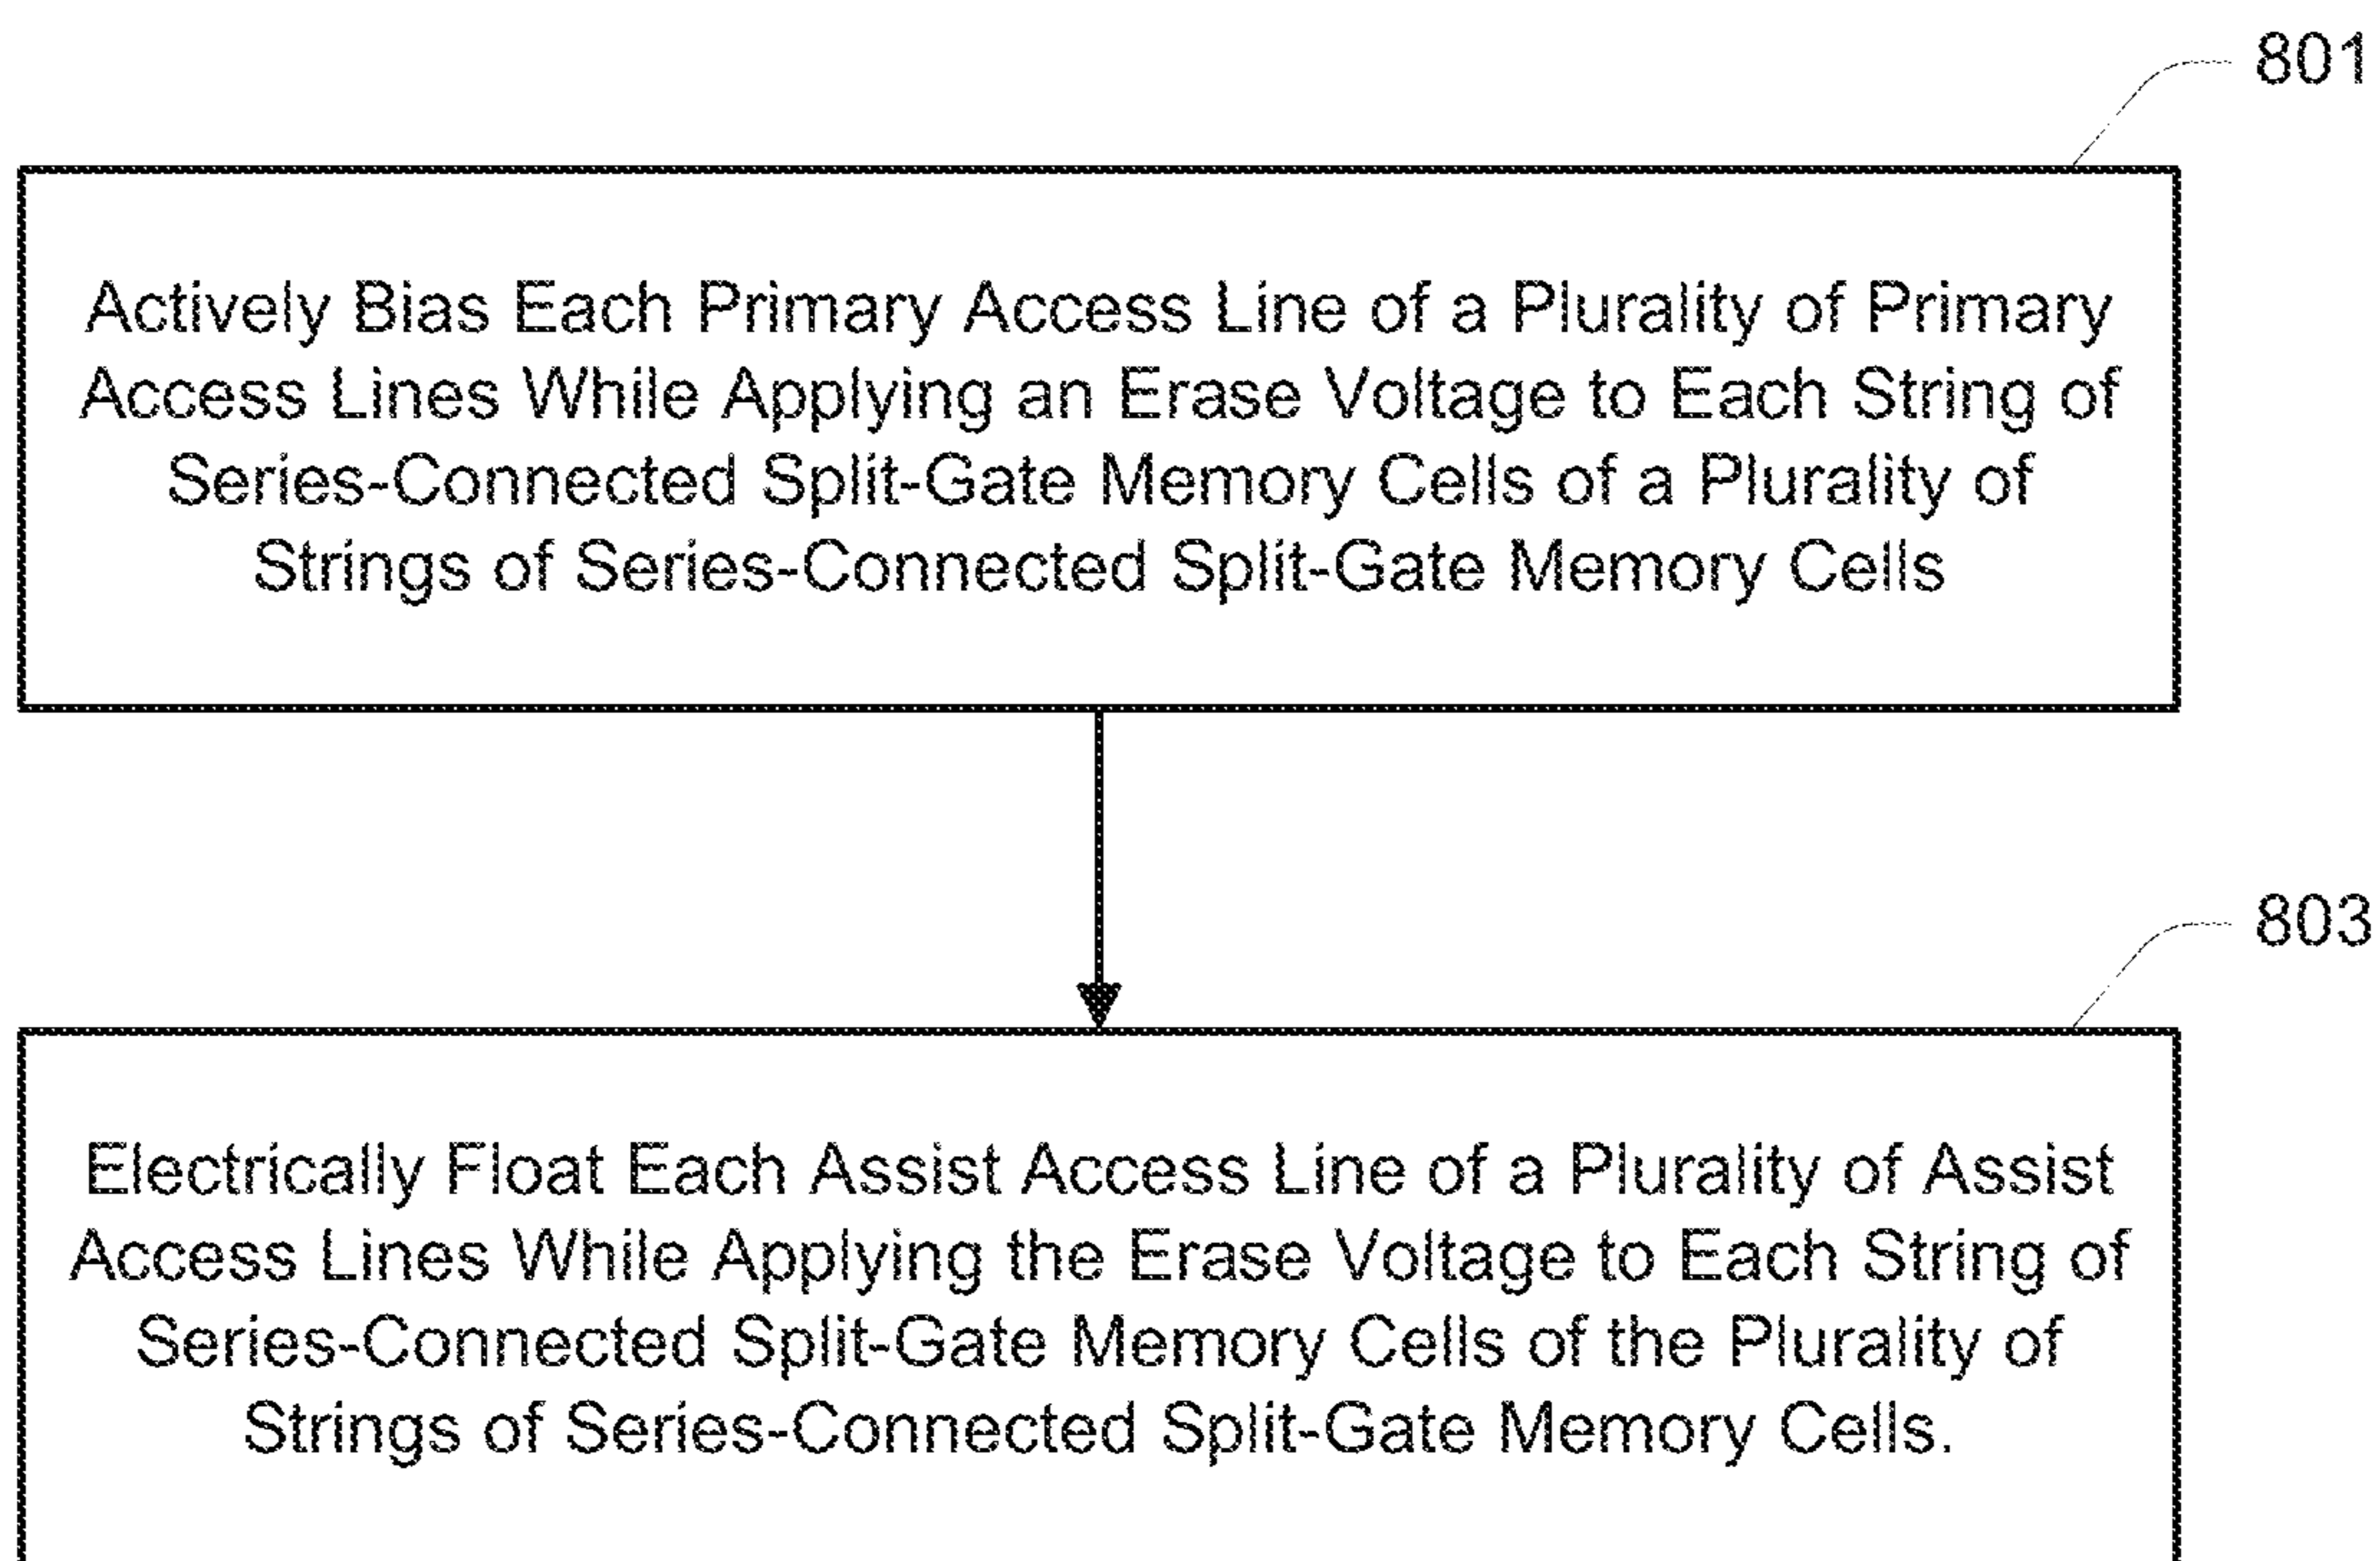 801
Actively Bias Each Primary Access Line of a Plurality of Primary
Access Lines While Applying an Erase Voltage to Each String of
Series-Connected Split-Gate Memory Cells of a Plurality of
Strings of Series-Connected Split-Gate Memory Cells
803
Electrically Float Each Assist Access Line of a Plurality of Assist
Access Lines While Applying the Erase Voltage to Each String of
Series-Connected Split-Gate Memory Cells of the Plurality of
Strings of Series-Connected Split-Gate Memory Cells.